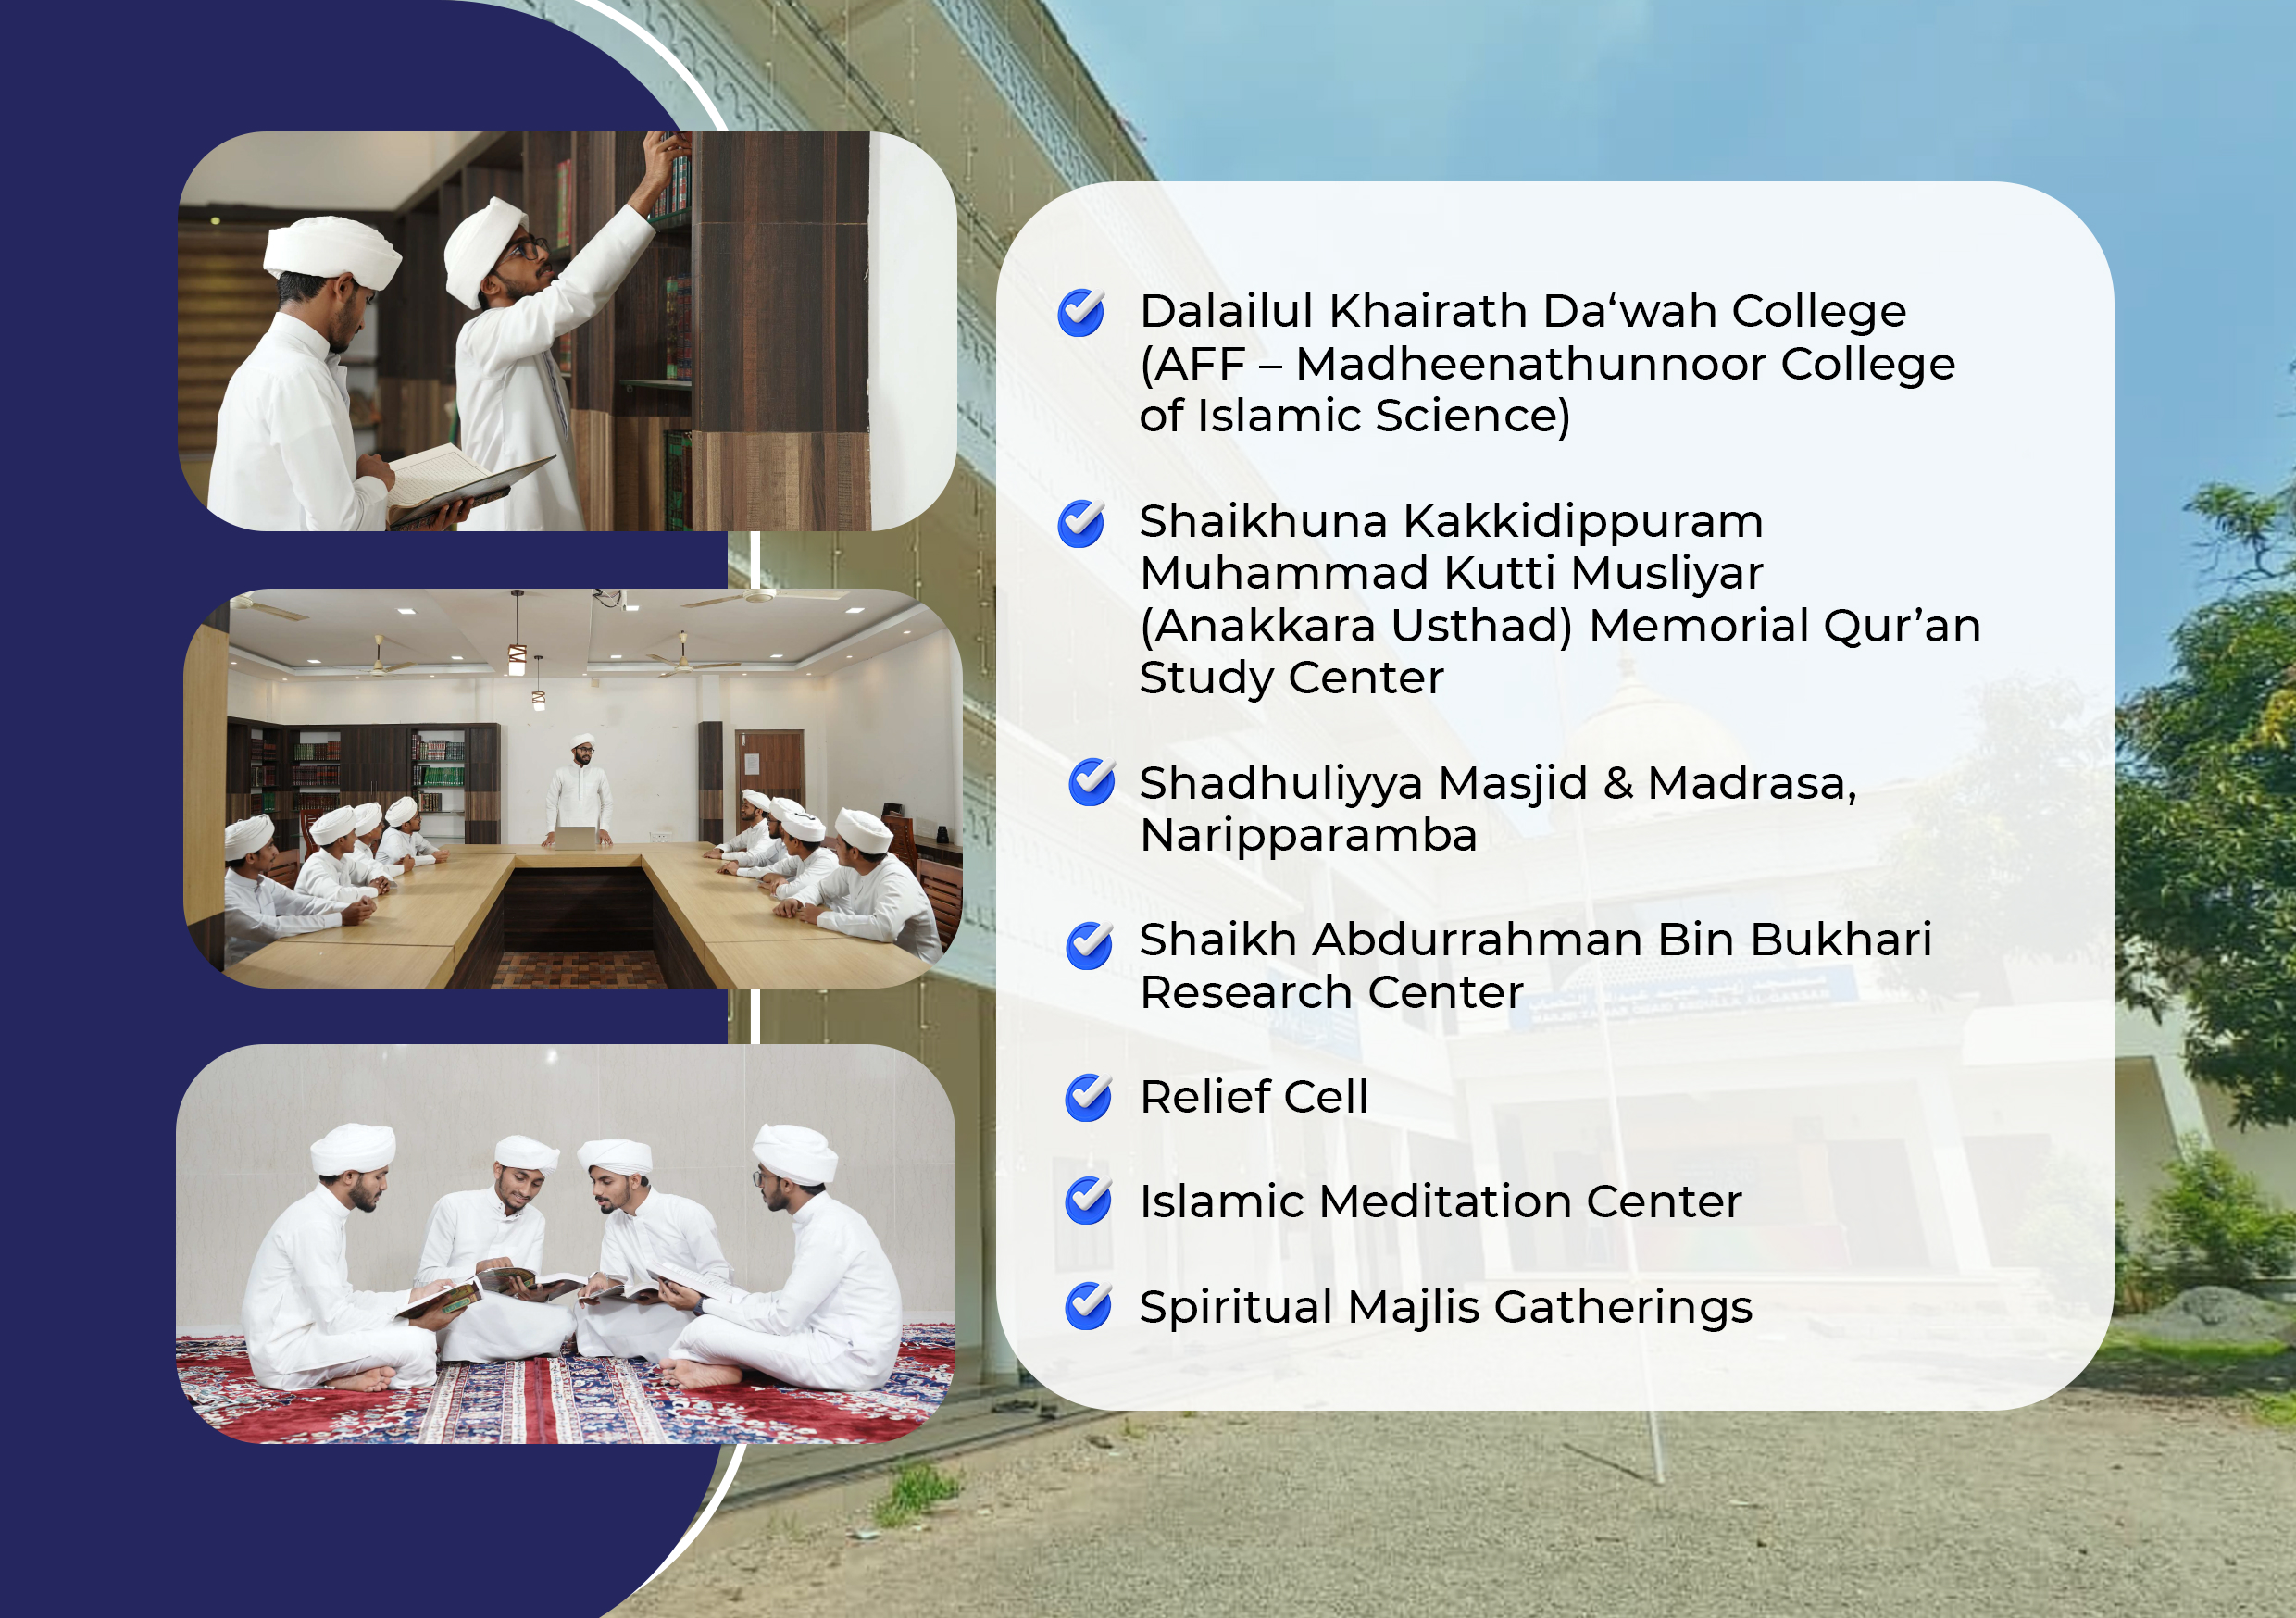 Dalailul Khairath Da‘wah College
(AFF – Madheenathunnoor College
of Islamic Science)
Shaikhuna Kakkidippuram
Muhammad Kutti Musliyar
(Anakkara Usthad) Memorial Qur’an
Study Center
Shadhuliyya Masjid & Madrasa,
Naripparamba
Shaikh Abdurrahman Bin Bukhari
Research Center
Relief Cell
Islamic Meditation Center
Spiritual Majlis Gatherings